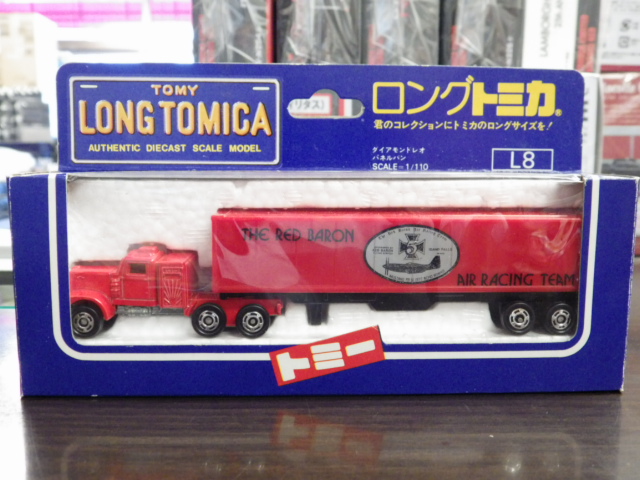 TOMY
LONG TOMICA
AUTHENTIC DIECAST SCALE MODEL
ロングトミカ®
君のコレクションにトミカのロングサイズを!
ダイアモンドレオ
パネルバン
SCALE=1/110
L8
THE RED BARON
5
AIR RACING TEAM
トミー
LAMBORGHINI